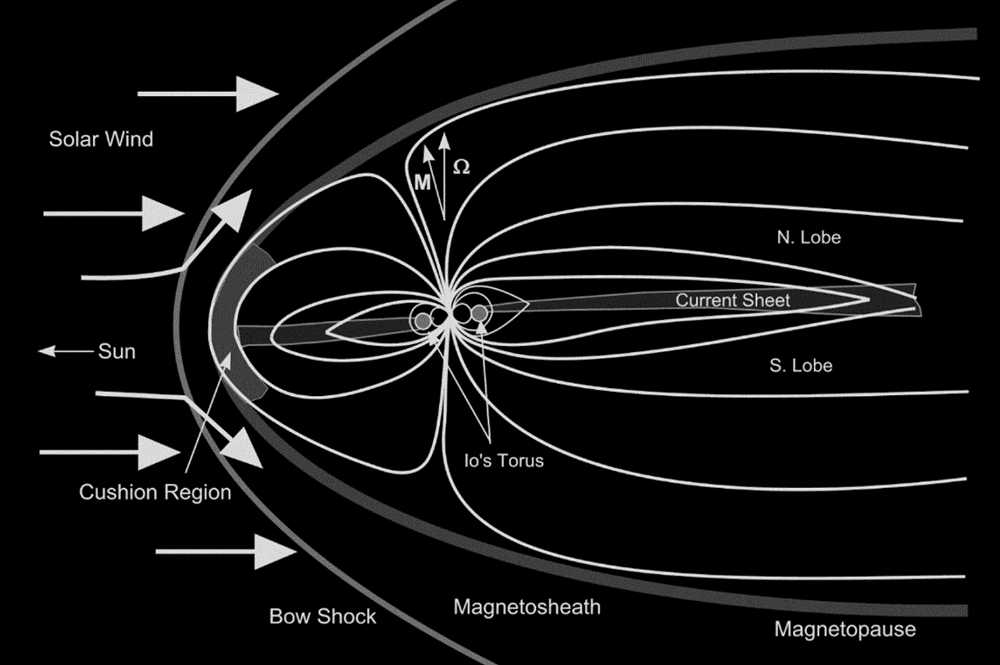 Solar Wind
Ω
M
N. Lobe
Current Sheet
Sun
S. Lobe
Io's Torus
Cushion Region
Magnetosheath
Bow Shock
Magnetopause